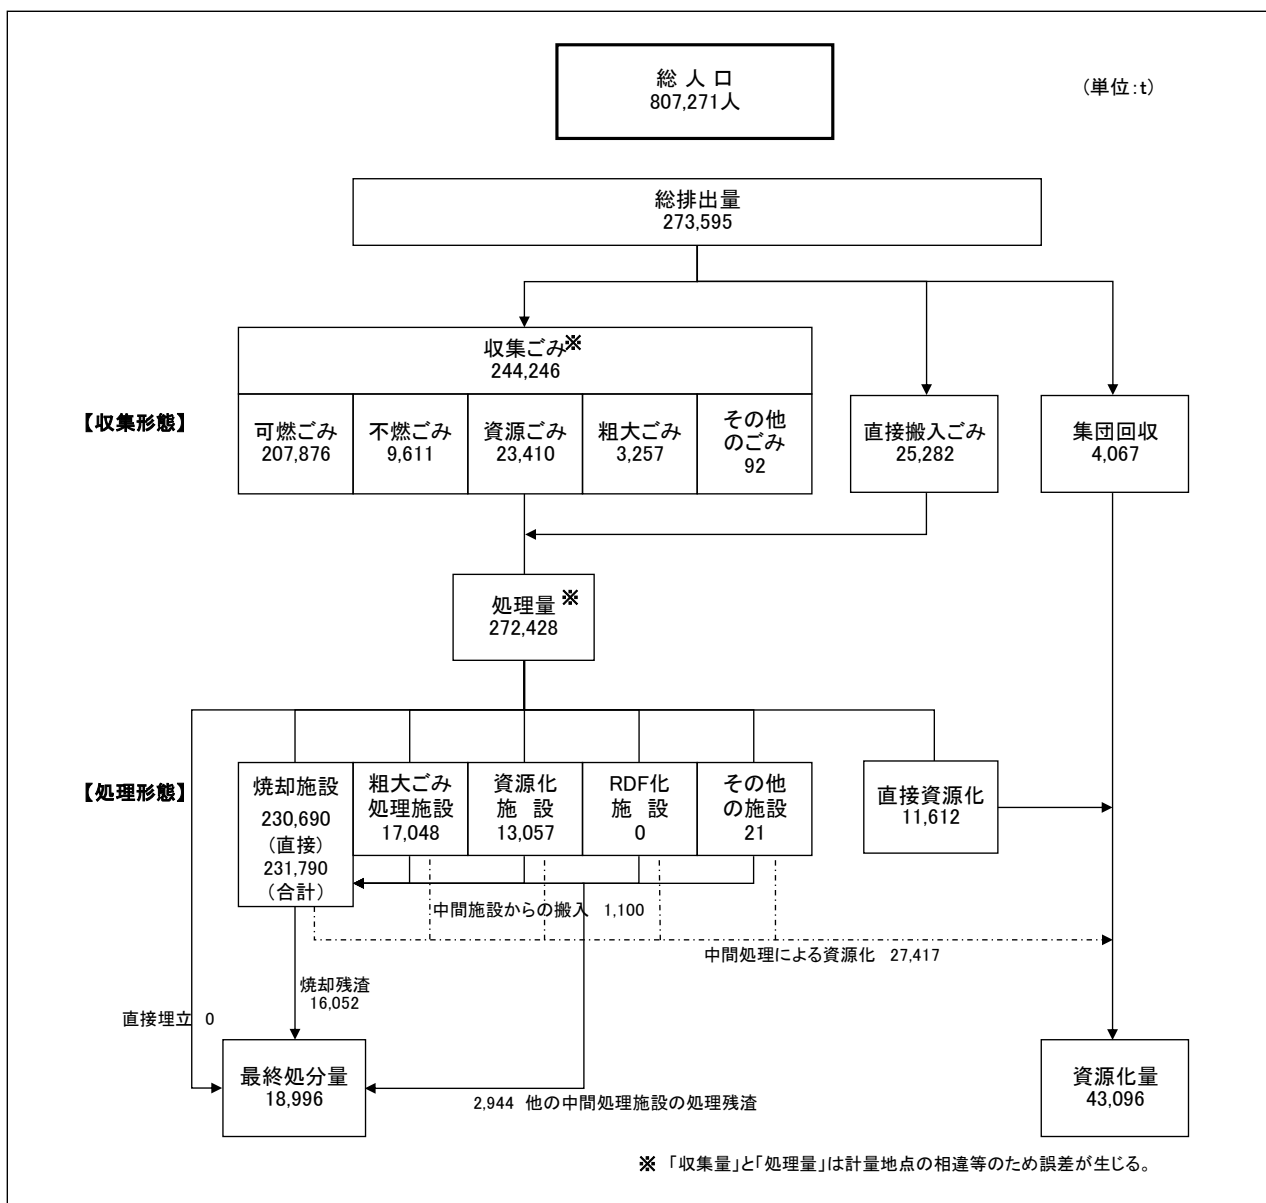 総 人 口
807,271人
(単位:t)
総排出量
273,595
収集ごみ※
244,246
【収集形態】
可燃ごみ
207,876
不燃ごみ
9,611
資源ごみ
23,410
粗大ごみ
3,257
その他
のごみ
92
直接搬入ごみ
25,282
集団回収
4,067
処理量※
272,428
【処理形態】
焼却施設
230,690
(直接)
231,790
(合計)
粗大ごみ
処理施設
17,048
資源化
施 設
13,057
RDF化
施 設
0
その他
の施設
21
直接資源化
11,612
中間施設からの搬入 1,100
中間処理による資源化 27,417
焼却残渣
16,052
直接埋立 0
最終処分量
18,996
2,944 他の中間処理施設の処理残渣
資源化量
43,096
※ 「収集量」と「処理量」は計量地点の相違等のため誤差が生じる。